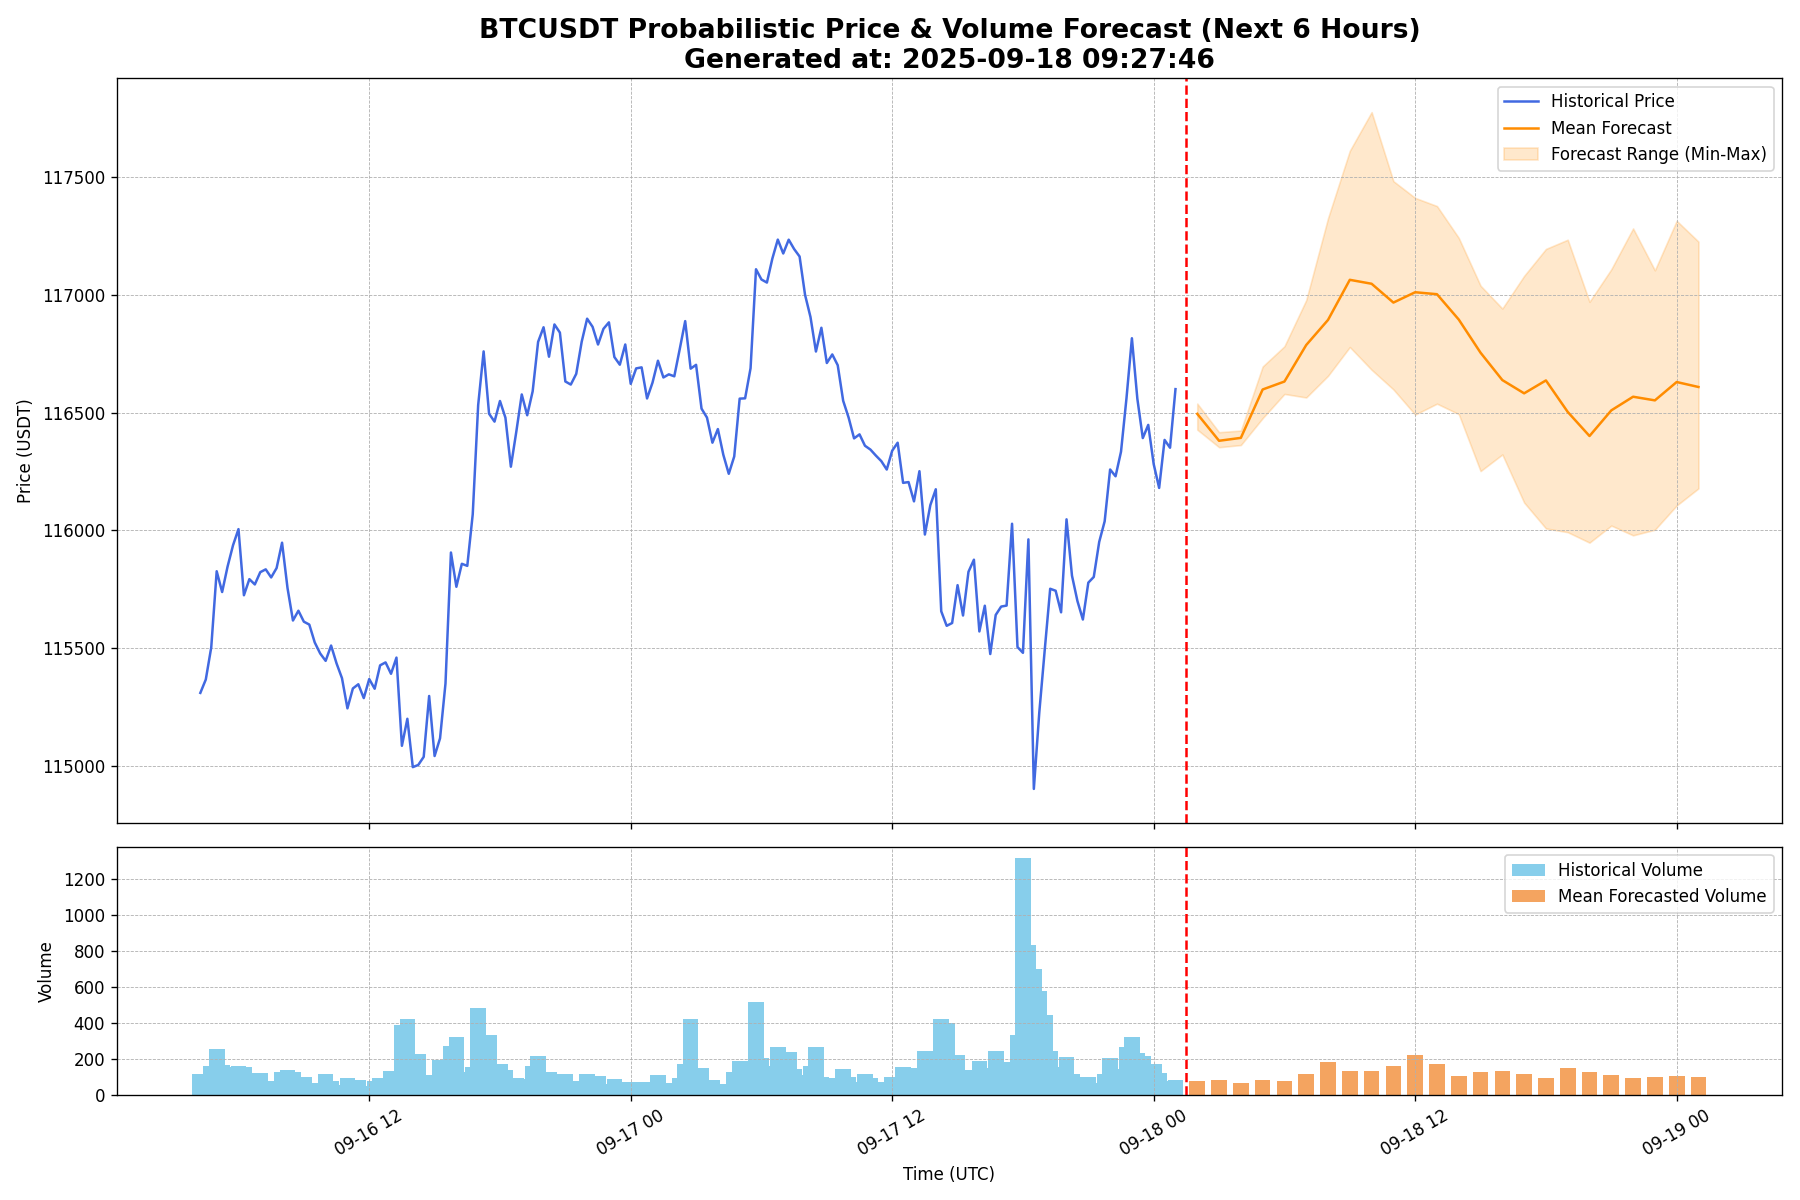 BTCUSDT Probabilistic Price & Volume Forecast (Next 6 Hours)
Generated at: 2025-09-18 09:27:46
Historical Price
Mean Forecast
Forecast Range (Min-Max)
Price (USDT)
117500
117000
116500
116000
115500
115000
Historical Volume
Mean Forecasted Volume
Volume
1200
1000
800
600
400
200
0
09-16 12
09-17 00
09-17 12
09-18 00
09-18 12
09-19 00
Time (UTC)